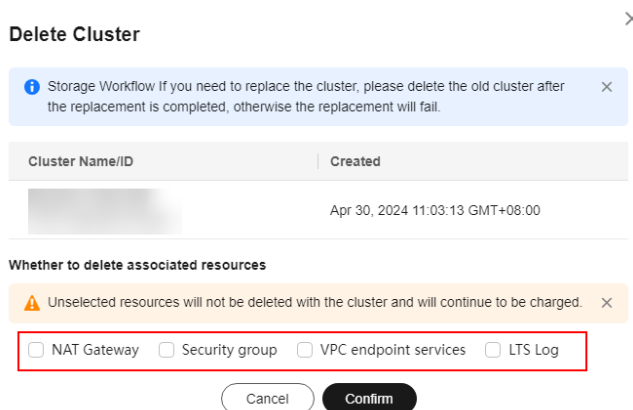 Delete Cluster
Storage Workflow If you need to replace the cluster, please delete the old cluster after
the replacement is completed, otherwise the replacement will fail.
Cluster Name/ID Created
Apr 30, 2024 11:03:13 GMT+08:00
Whether to delete associated resources
Unselected resources will not be deleted with the cluster and will continue to be charged.
NAT Gateway Security group VPC endpoint services LTS Log
Cancel Confirm